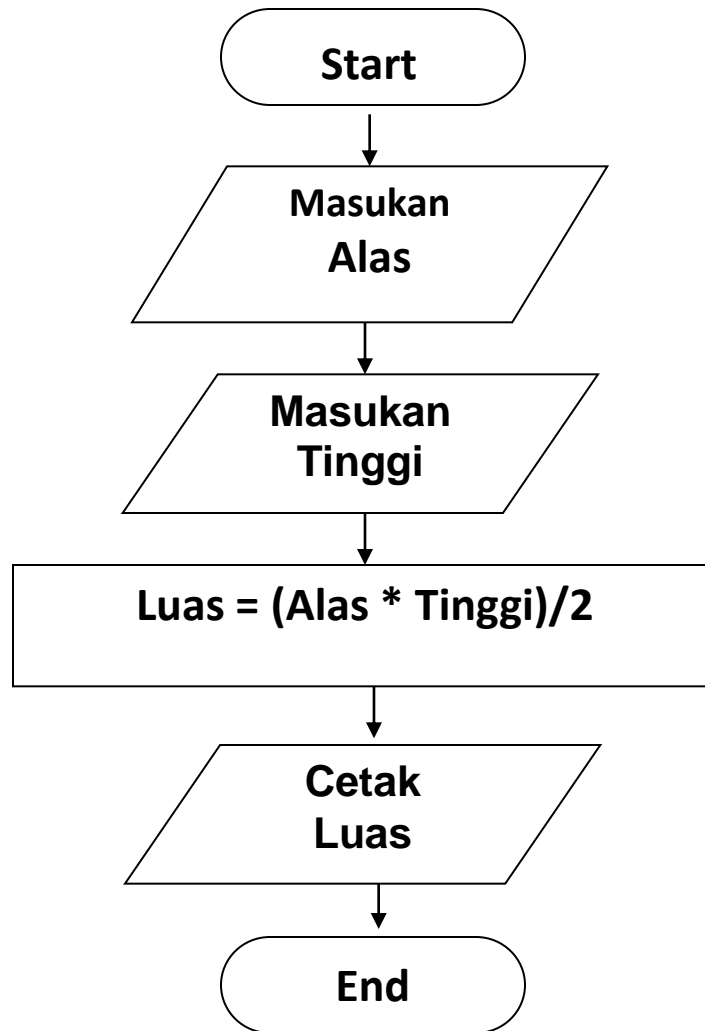 Start
Masukan
Alas
Masukan
Tinggi
Luas = (Alas * Tinggi)/2
Cetak
Luas
End